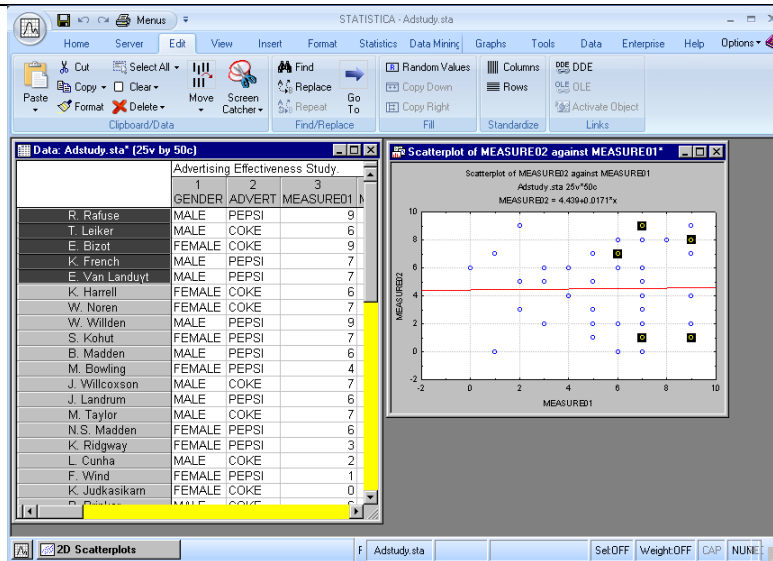 Menus
STATISTICA - Adstudy.sta
Home Server Edit View Insert Format Statistics Data Mining Graphs Tools Data Enterprise Help Options
Paste
Cut
Copy
Format
Select All
Clear
Delete
Move
Screen Catcher
Clipboard/Data
Find
Replace
Repeat
Go To
Find/Replace
Random Values
Copy Down
Copy Right
Fill
Columns
Rows
Standardize
DDE DDE
OLE OLE
Activate Object
Links
Data: Adstudy.sta* (25v by 50c)
Advertising Effectiveness Study.
1 2 3
GENDER ADVERT MEASURE01
R. Rafuse MALE PEPSI 9
T. Leiker MALE COKE 6
E. Bizot FEMALE COKE 9
K. French MALE PEPSI 7
E. Van Landuyt MALE PEPSI 7
K. Harrell FEMALE COKE 6
W. Noren FEMALE COKE 7
W. Willden MALE PEPSI 9
S. Kohut FEMALE PEPSI 7
B. Madden MALE PEPSI 6
M. Bowling FEMALE PEPSI 4
J. Willcoxson MALE COKE 7
J. Landrum MALE PEPSI 6
M. Taylor MALE COKE 7
N.S. Madden FEMALE PEPSI 6
K. Ridgway FEMALE PEPSI 3
L. Cunha MALE COKE 2
F. Wind FEMALE PEPSI 1
K. Judkasikarn FEMALE COKE 0
Scatterplot of MEASURE02 against MEASURE01*
Scatterplot of MEASURE02 against MEASURE01
Adstudy.sta 25v*50c
MEASURE02 = 4.439+0.0171*x
10
8
6
4
2
0
-2
MEASURE02
-2 0 2 4 6 8 10
MEASURE01
2D Scatterplots
F Adstudy.sta Sel:OFF Weight:OFF CAP